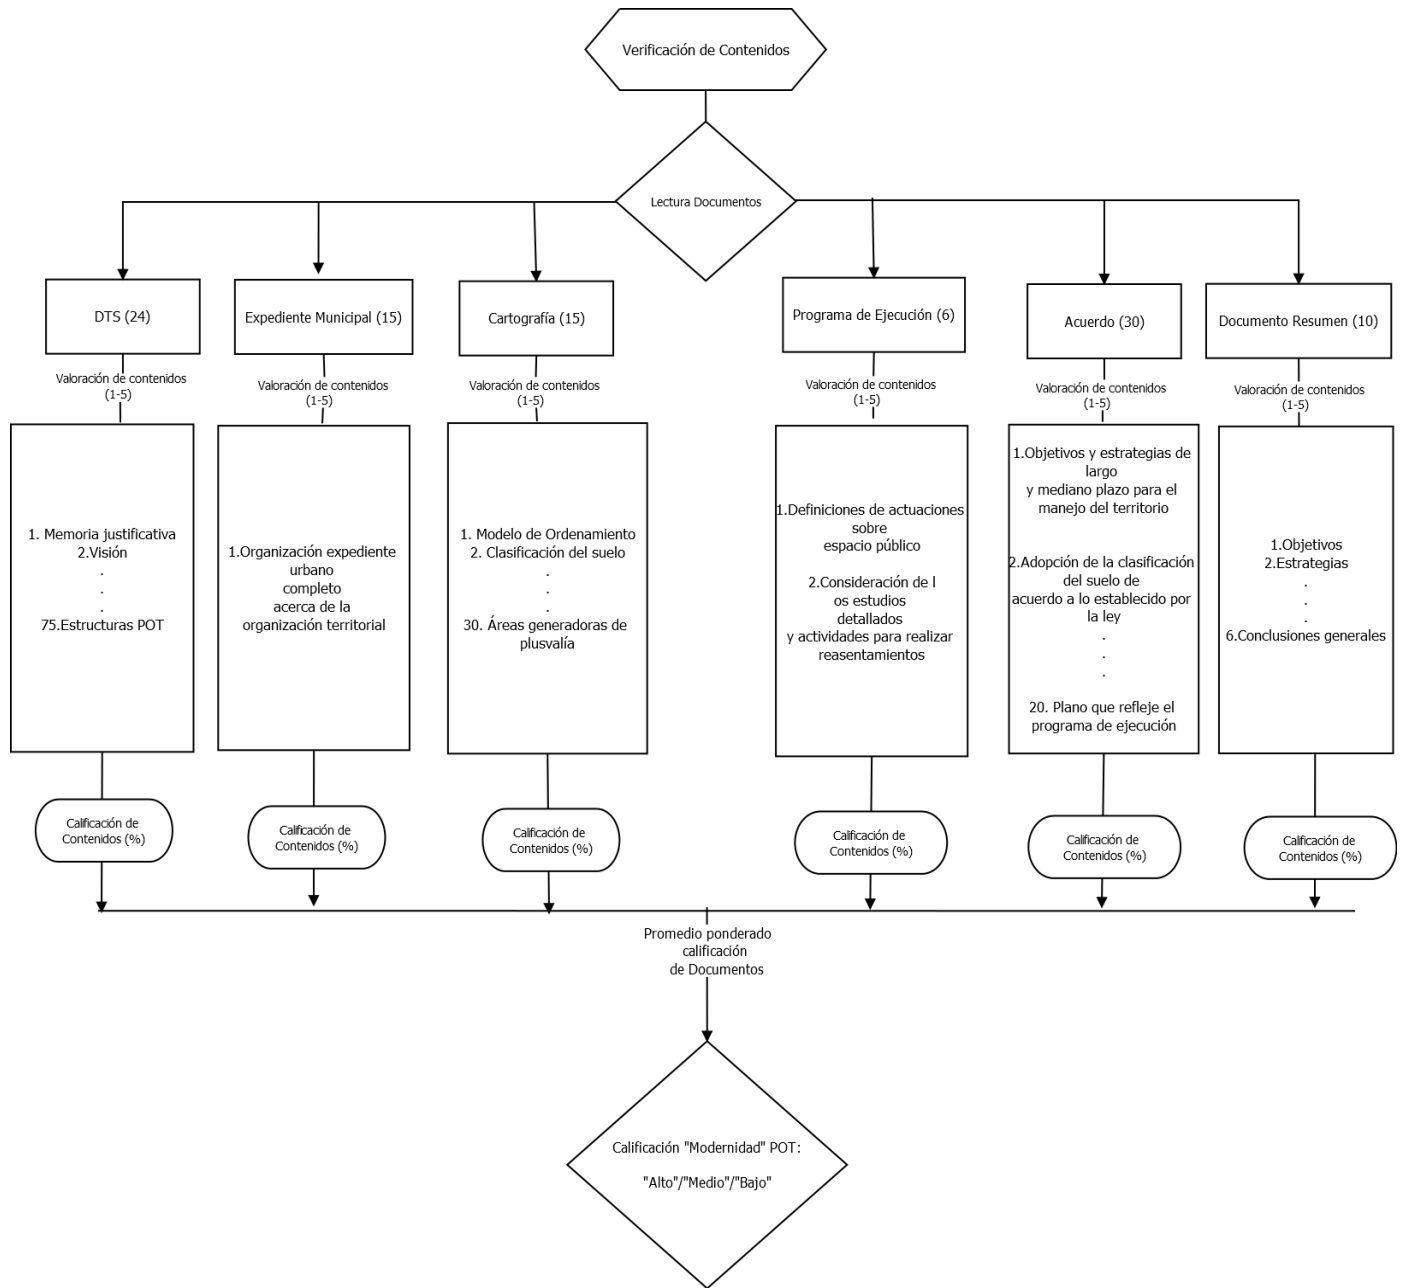 Verificación de Contenidos
Lectura Documentos
DTS (24)
Expediente Municipal (15)
Cartografía (15)
Programa de Ejecución (6)
Acuerdo (30)
Documento Resumen (10)
Valoración de contenidos
(1-5)
Valoración de contenidos
(1-5)
Valoración de contenidos
(1-5)
Valoración de contenidos
(1-5)
Valoración de contenidos
(1-5)
Valoración de contenidos
(1-5)
1. Memoria justificativa
2.Visión
.
.
.
75.Estructuras POT
1.Organización expediente
urbano
completo
acerca de la
organización territorial
1. Modelo de Ordenamiento
2. Clasificación del suelo
.
.
.
30. Áreas generadoras de
plusvalía
1.Definiciones de actuaciones
sobre
espacio público
2.Consideración de l
os estudios
detallados
y actividades para realizar
reasentamientos
1.Objetivos y estrategias de
largo
y mediano plazo para el
manejo del territorio
2.Adopción de la clasificación
del suelo de
acuerdo a lo establecido por
la ley
.
.
.
20. Plano que refleje el
programa de ejecución
1.Objetivos
2.Estrategias
.
.
.
6.Conclusiones generales
Calificación de
Contenidos (%)
Calificación de
Contenidos (%)
Calificación de
Contenidos (%)
Calificación de
Contenidos (%)
Calificación de
Contenidos (%)
Calificación de
Contenidos (%)
Promedio ponderado
calificación
de Documentos
Calificación "Modernidad" POT:
"Alto"/"Medio"/"Bajo"